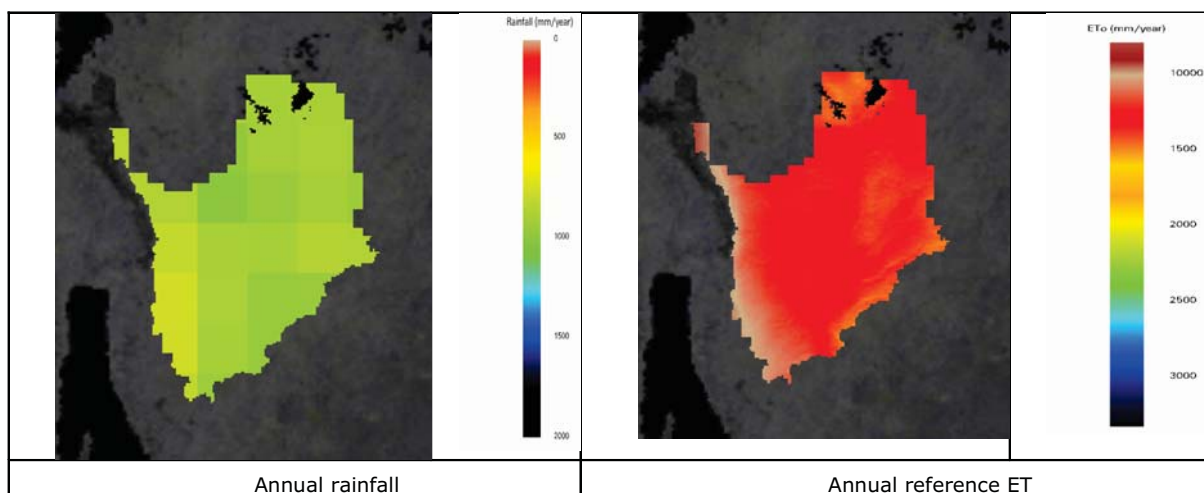 Rainfall (mm/year)
0
500
1000
1500
2000
ETo (mm/year)
10000
1500
2000
2500
3000
Annual rainfall
Annual reference ET